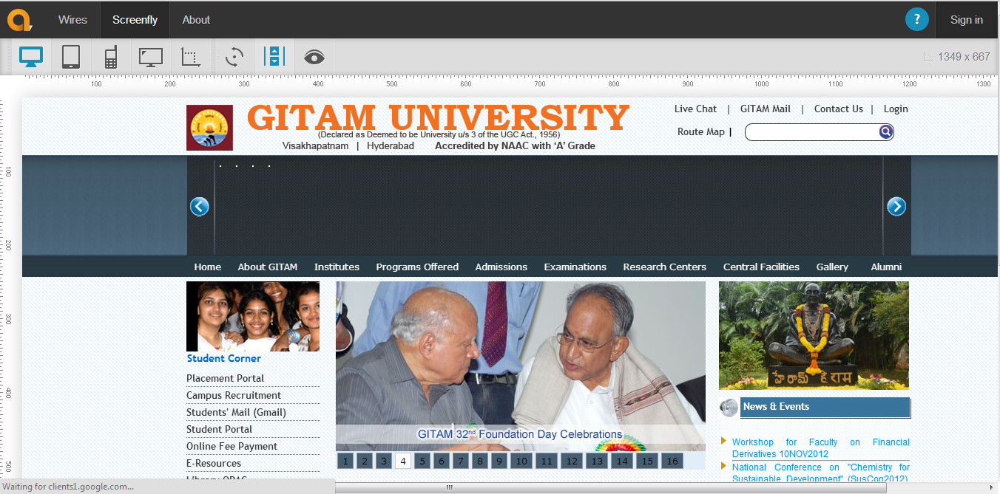 Wires
Screenfly
About
?
Sign in
1349 x 667
100 200 300 400 500 600 700 800 900 1000 1100 1200 1300
GITAM UNIVERSITY
(Declared as Deemed to be University u/s 3 of the UGC Act., 1956)
Visakhapatnam | Hyderabad Accredited by NAAC with ‘A’ Grade
Live Chat | GITAM Mail | Contact Us | Login
Route Map |
100
200
300
400
500
Home About GITAM Institutes Programs Offered Admissions Examinations Research Centers Central Facilities Gallery Alumni
Student Corner
Placement Portal
Campus Recruitment
Students' Mail (Gmail)
Student Portal
Online Fee Payment
E-Resources
Library OPAC
GITAM 32nd Foundation Day Celebrations
1 2 3 4 5 6 7 8 9 10 11 12 13 14 15 16
హేరామ్ हे राम
News & Events
Workshop for Faculty on Financial
Derivatives 10NOV2012
National Conference on "Chemistry for
Sustainable Development" (SusCon2012)
Waiting for clients1.google.com...